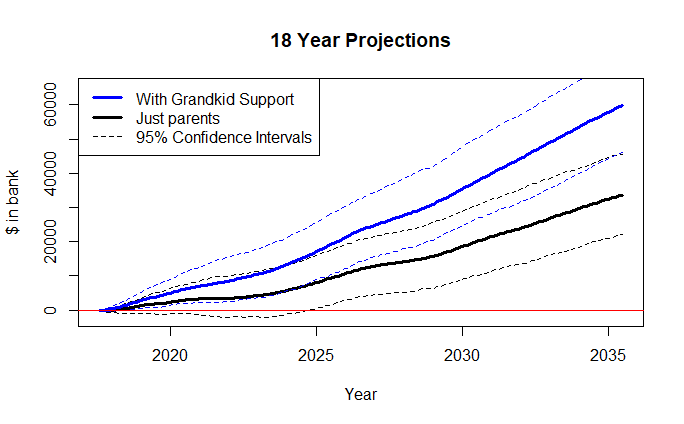 18 Year Projections
With Grandkid Support
Just parents
95% Confidence Intervals
$ in bank
60000
40000
20000
0
2020 2025 2030 2035
Year